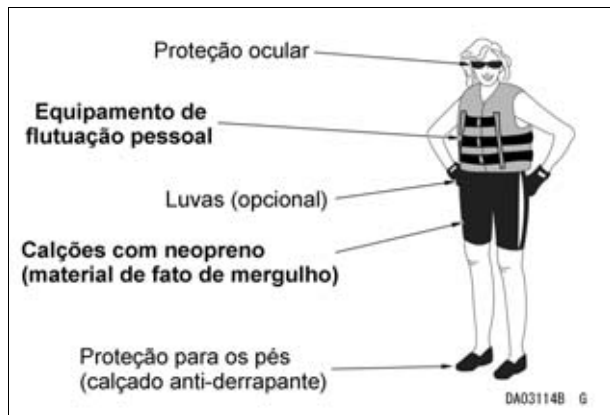 Proteção ocular
Equipamento de
flutuação pessoal
Luvas (opcional)
Calções com neopreno
(material de fato de mergulho)
Proteção para os pés
(calçado anti-derrapante)
DA03114B G